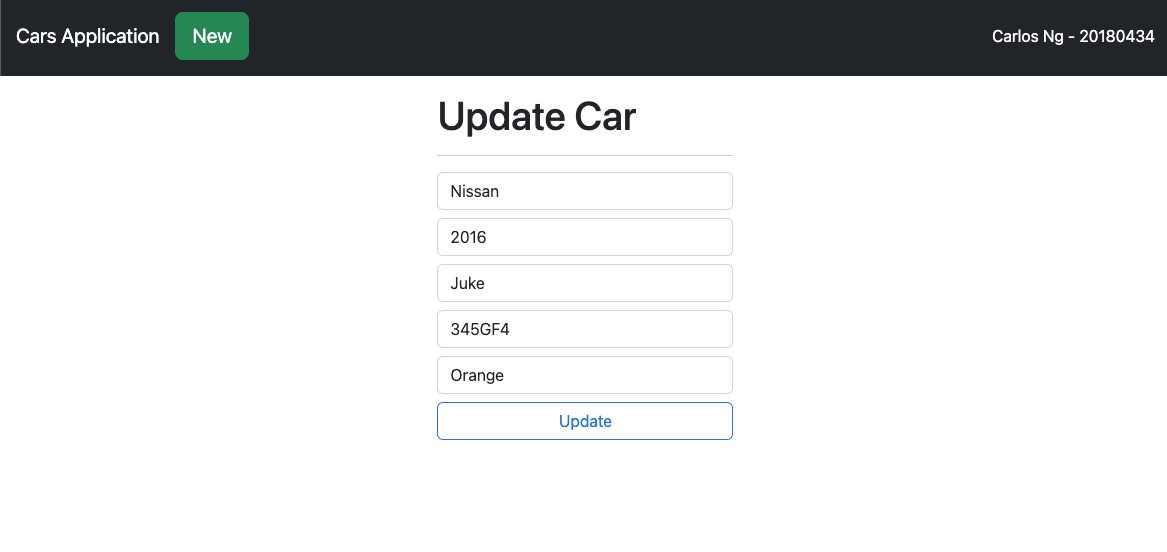 Cars Application New Carlos Ng - 20180434
Update Car
Nissan
2016
Juke
345GF4
Orange
Update